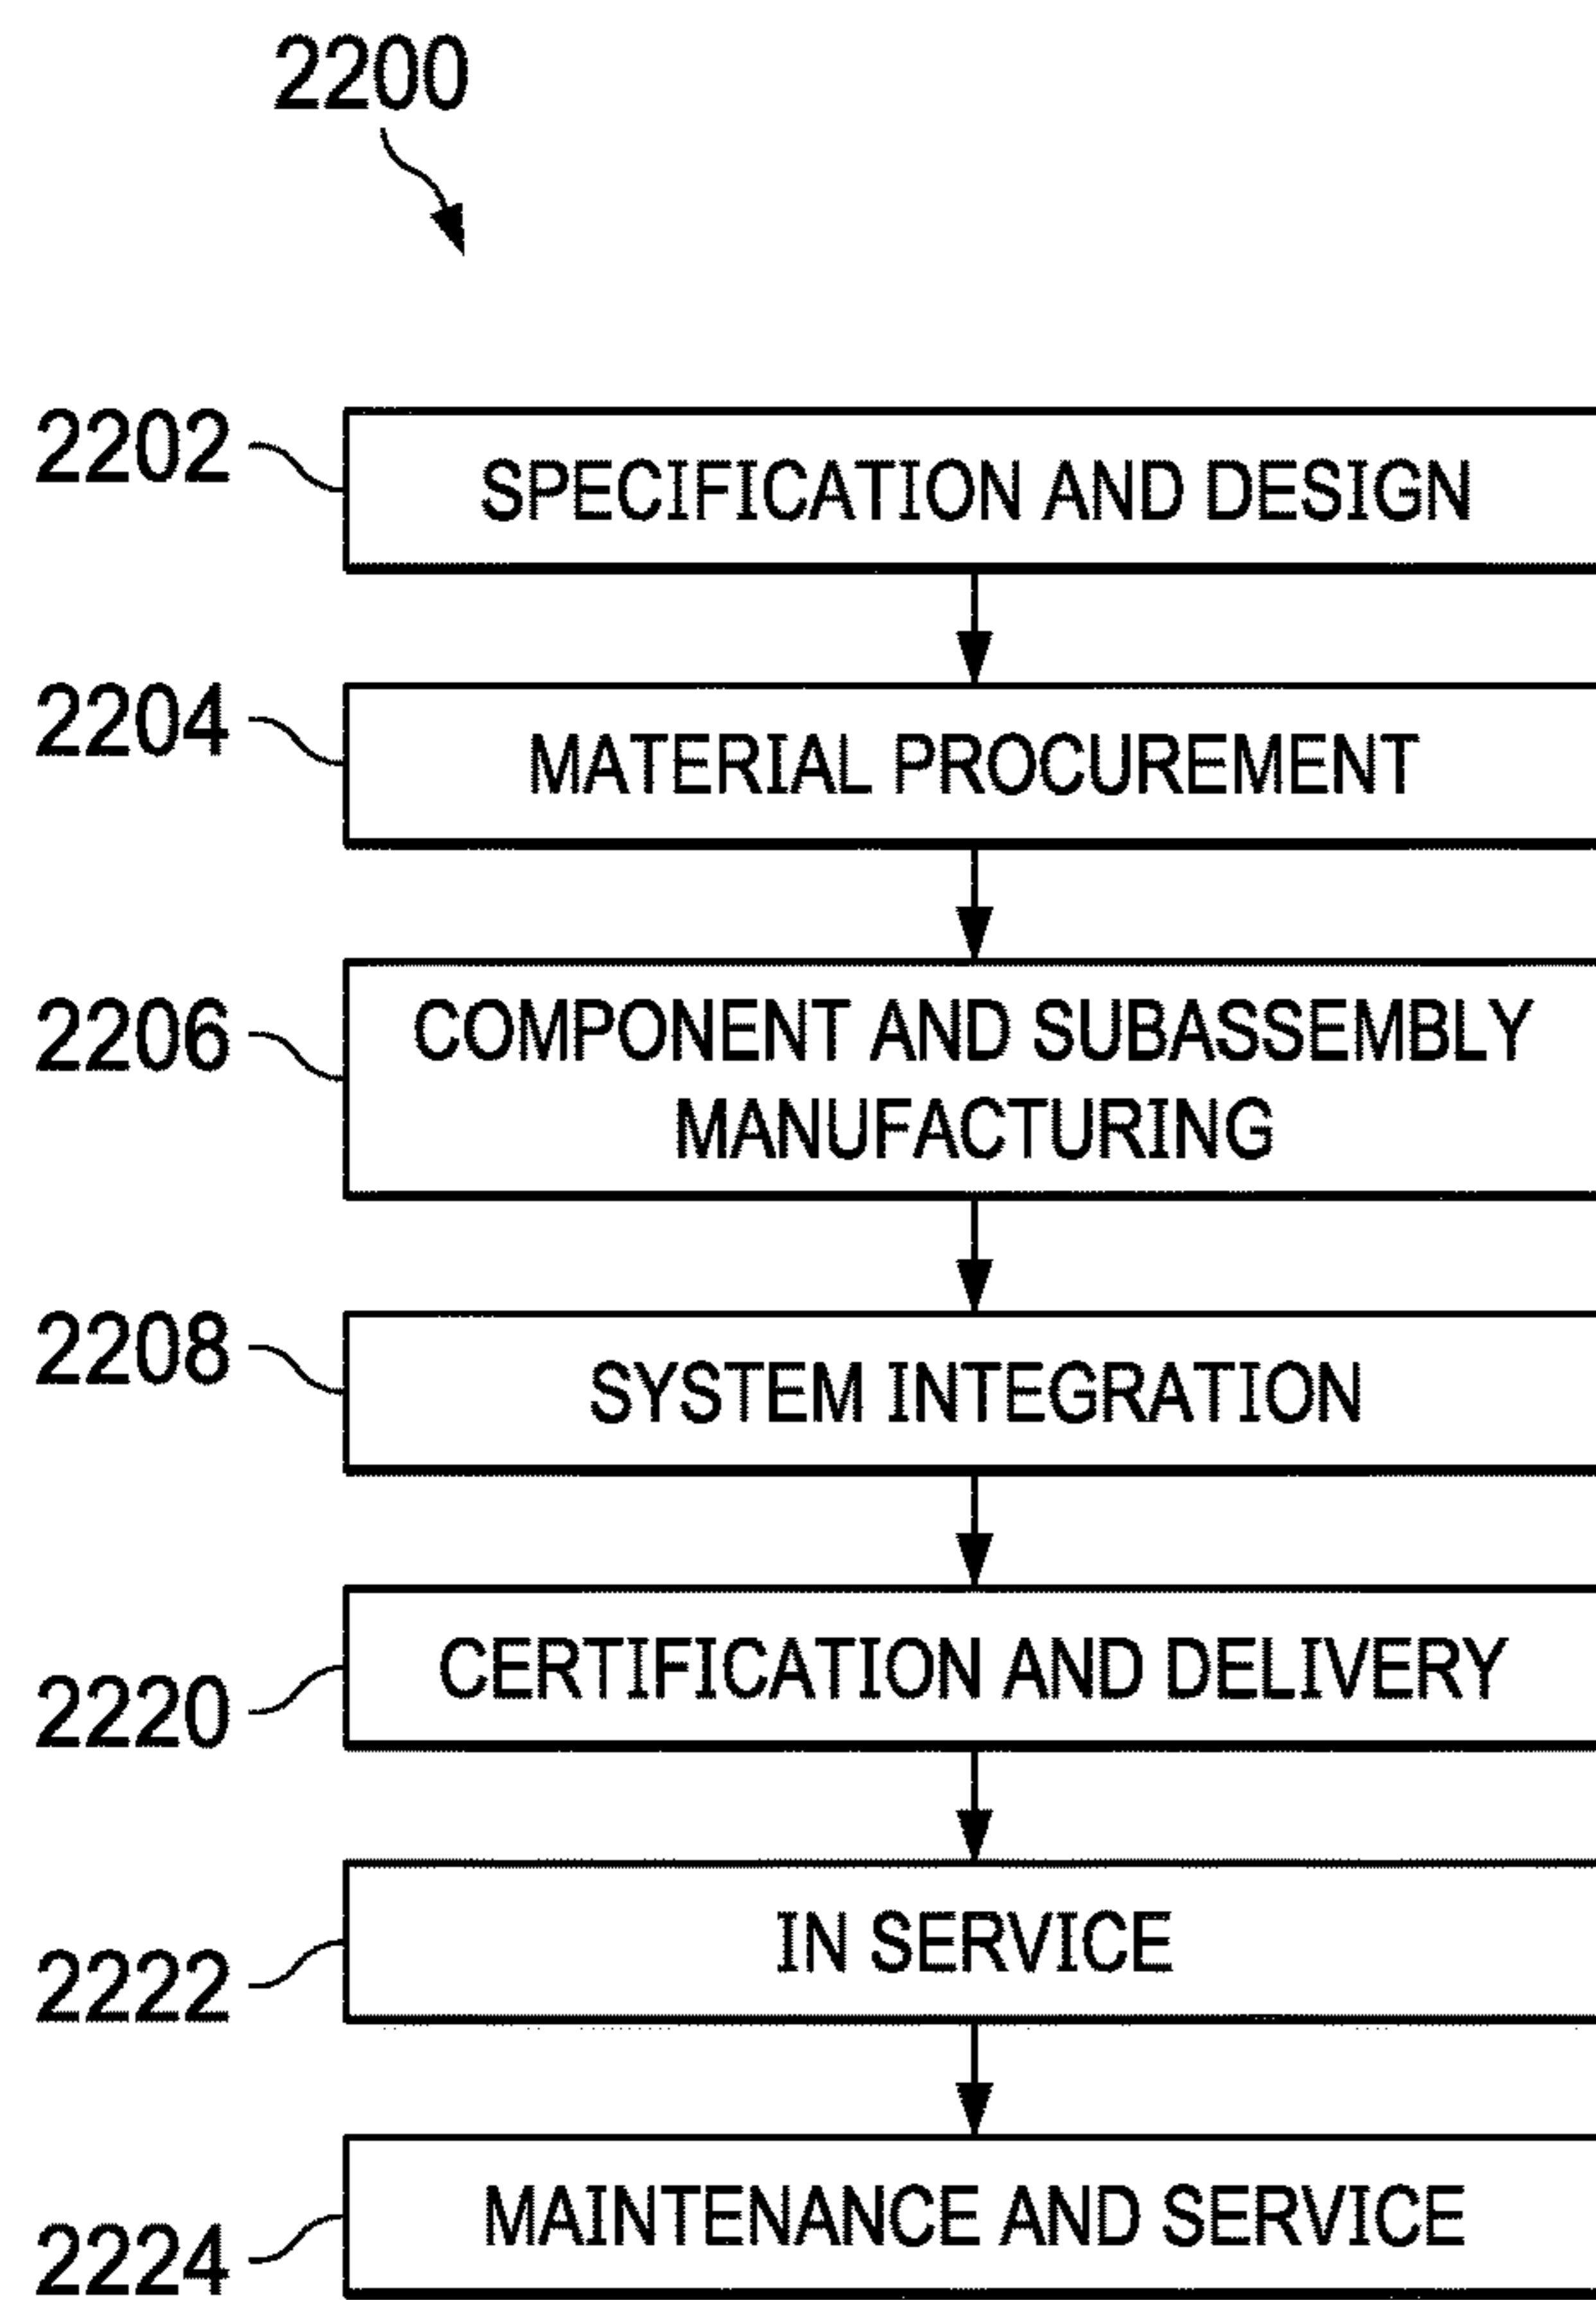 2200
2202 SPECIFICATION AND DESIGN
2204 MATERIAL PROCUREMENT
2206 COMPONENT AND SUBASSEMBLY
MANUFACTURING
2208 SYSTEM INTEGRATION
2220 CERTIFICATION AND DELIVERY
2222 IN SERVICE
2224 MAINTENANCE AND SERVICE